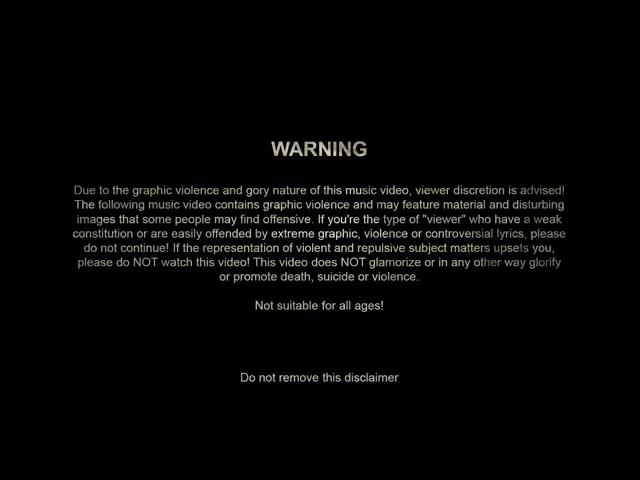 WARNING
Due to the graphic violence and gory nature of this music video, viewer discretion is advised!
The following music video contains graphic violence and may feature material and disturbing
images that some people may find offensive. If you're the type of "viewer" who have a weak
constitution or are easily offended by extreme graphic, violence or controversial lyrics, please
do not continue! If the representation of violent and repulsive subject matters upsets you,
please do NOT watch this video! This video does NOT glamorize or in any other way glorify
or promote death, suicide or violence.
Not suitable for all ages!
Do not remove this disclaimer